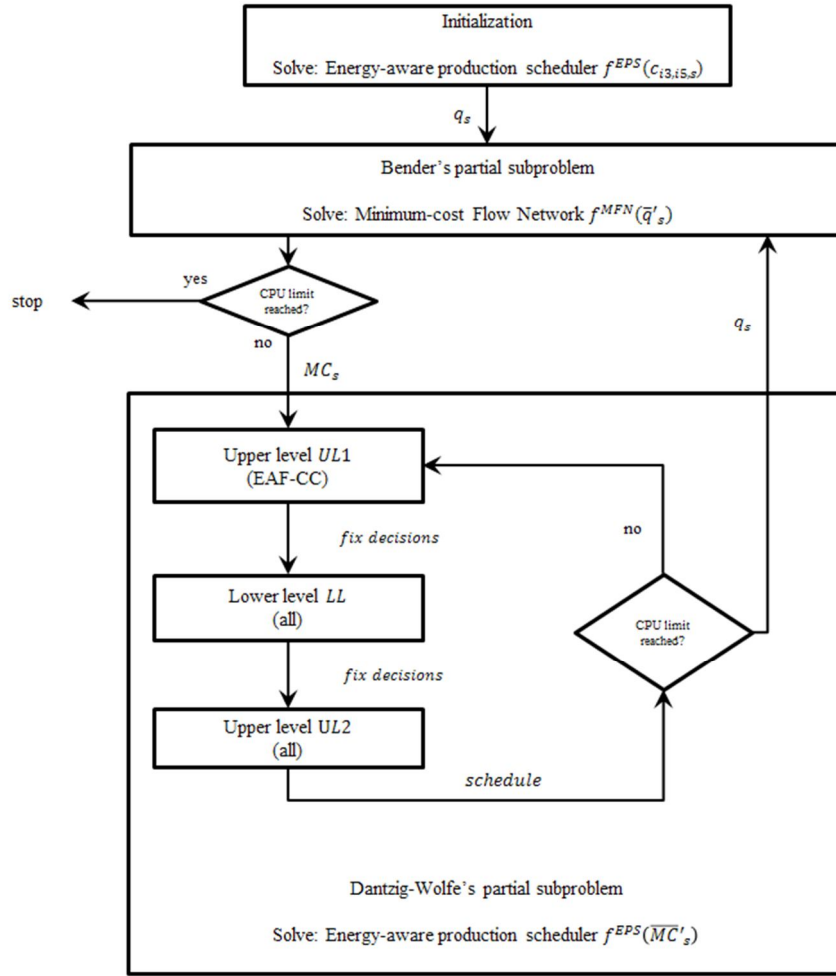 Initialization
Solve: Energy-aware production scheduler f^{EPS}(c_{i3,i5,s})
q_s
Bender's partial subproblem
Solve: Minimum-cost Flow Network f^{MFN}(q̅'_s)
yes
stop
CPU limit
reached?
no
MC_s
q_s
Upper level UL1
(EAF-CC)
no
fix decisions
Lower level LL
(all)
CPU limit
reached?
fix decisions
Upper level UL2
(all)
schedule
Dantzig-Wolfe's partial subproblem
Solve: Energy-aware production scheduler f^{EPS}(M̅C̅'_s)